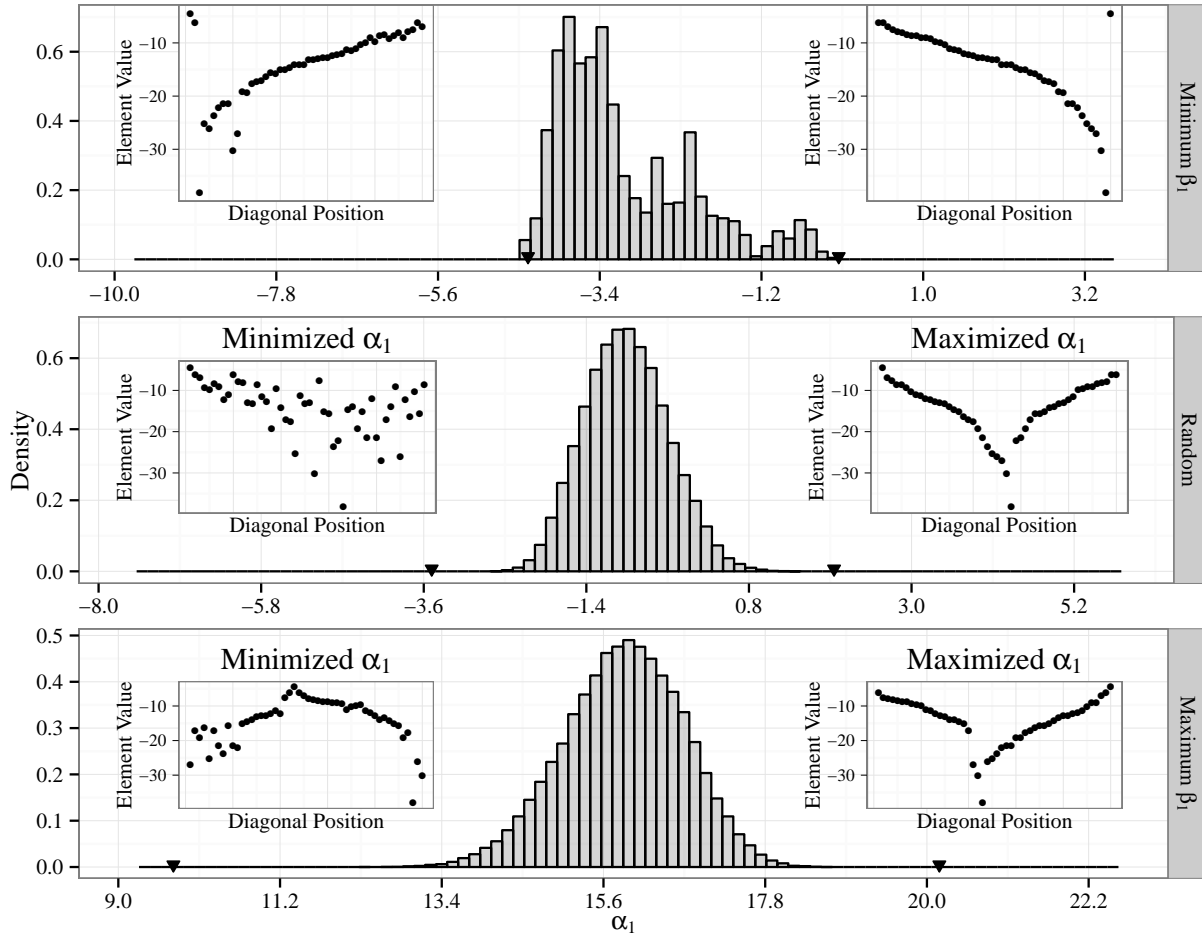 0.6
0.4
0.2
0.0
Element Value
−10
−20
−30
Diagonal Position
Element Value
−10
−20
−30
Diagonal Position
Minimum β1
−10.0 −7.8 −5.6 −3.4 −1.2 1.0 3.2
Density
0.6
0.4
0.2
0.0
Minimized α1
Element Value
−10
−20
−30
Diagonal Position
Maximized α1
Element Value
−10
−20
−30
Diagonal Position
Random
−8.0 −5.8 −3.6 −1.4 0.8 3.0 5.2
0.5
0.4
0.3
0.2
0.1
0.0
Minimized α1
Element Value
−10
−20
−30
Diagonal Position
Maximized α1
Element Value
−10
−20
−30
Diagonal Position
Maximum β1
9.0 11.2 13.4 15.6 17.8 20.0 22.2
α1